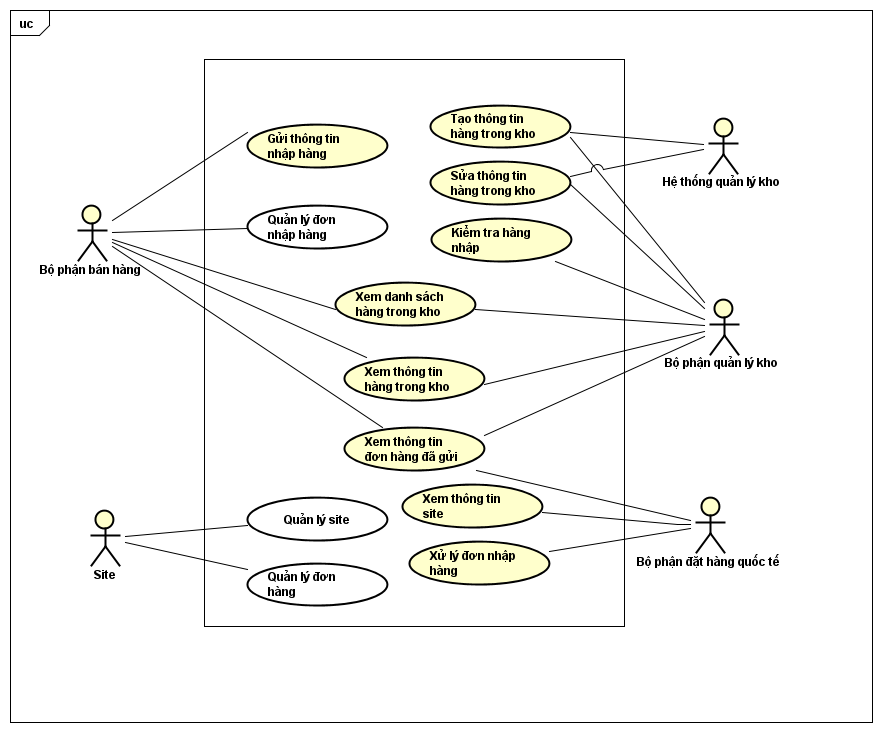 uc
Gửi thông tin
nhập hàng
Tạo thông tin
hàng trong kho
Hệ thống quản lý kho
Sửa thông tin
hàng trong kho
Quản lý đơn
nhập hàng
Kiểm tra hàng
nhập
Bộ phận bán hàng
Xem danh sách
hàng trong kho
Bộ phận quản lý kho
Xem thông tin
hàng trong kho
Xem thông tin
đơn hàng đã gửi
Xem thông tin
site
Quản lý site
Xử lý đơn nhập
hàng
Bộ phận đặt hàng quốc tế
Site
Quản lý đơn
hàng